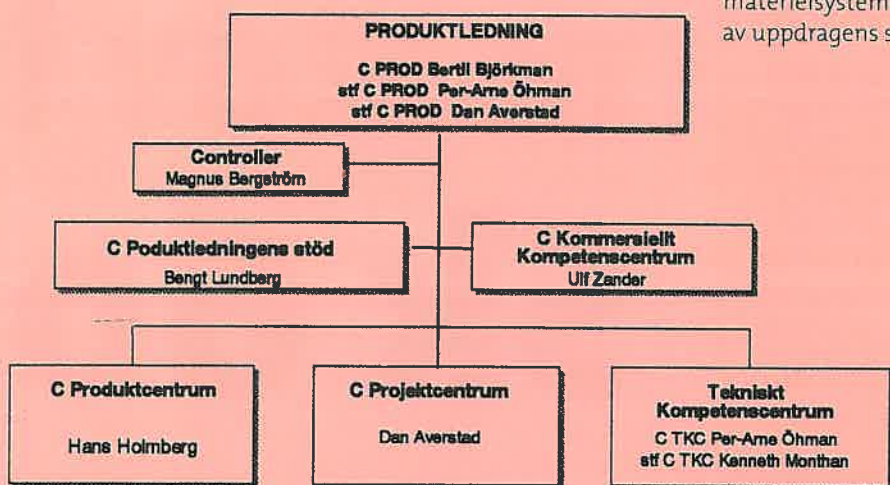 materielsystem
av uppdragens s
PRODUKTLEDNING
C PROD Bertil Björkman
stf C PROD Per-Arne Öhman
stf C PROD Dan Averstad
Controller
Magnus Bergström
C Poduktledningens stöd
Bengt Lundberg
C Kommersiellt
Kompetenscentrum
Ulf Zander
C Produktcentrum
Hans Holmberg
C Projektcentrum
Dan Averstad
Tekniskt
Kompetenscentrum
C TKC Per-Arne Öhman
stf C TKC Kenneth Monthan